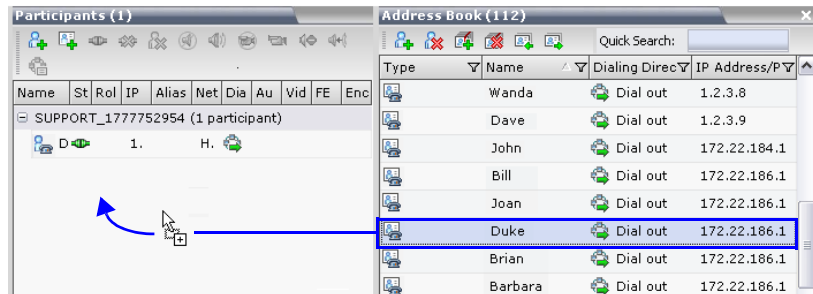 Participants (1)
Name St Rol IP Alias Net Dia Au Vid FE Enc
SUPPORT_1777752954 (1 participant)
D 1. H.
Address Book (112)
Quick Search:
Type Name Dialing Direc IP Address/P
Wanda Dial out 1.2.3.8
Dave Dial out 1.2.3.9
John Dial out 172.22.184.1
Bill Dial out 172.22.186.1
Joan Dial out 172.22.186.1
Duke Dial out 172.22.186.1
Brian Dial out 172.22.186.1
Barbara Dial out 172.22.186.1